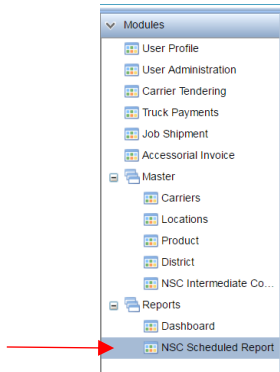 Modules
User Profile
User Administration
Carrier Tendering
Truck Payments
Job Shipment
Accessorial Invoice
Master
Carriers
Locations
Product
District
NSC Intermediate Co...
Reports
Dashboard
NSC Scheduled Report